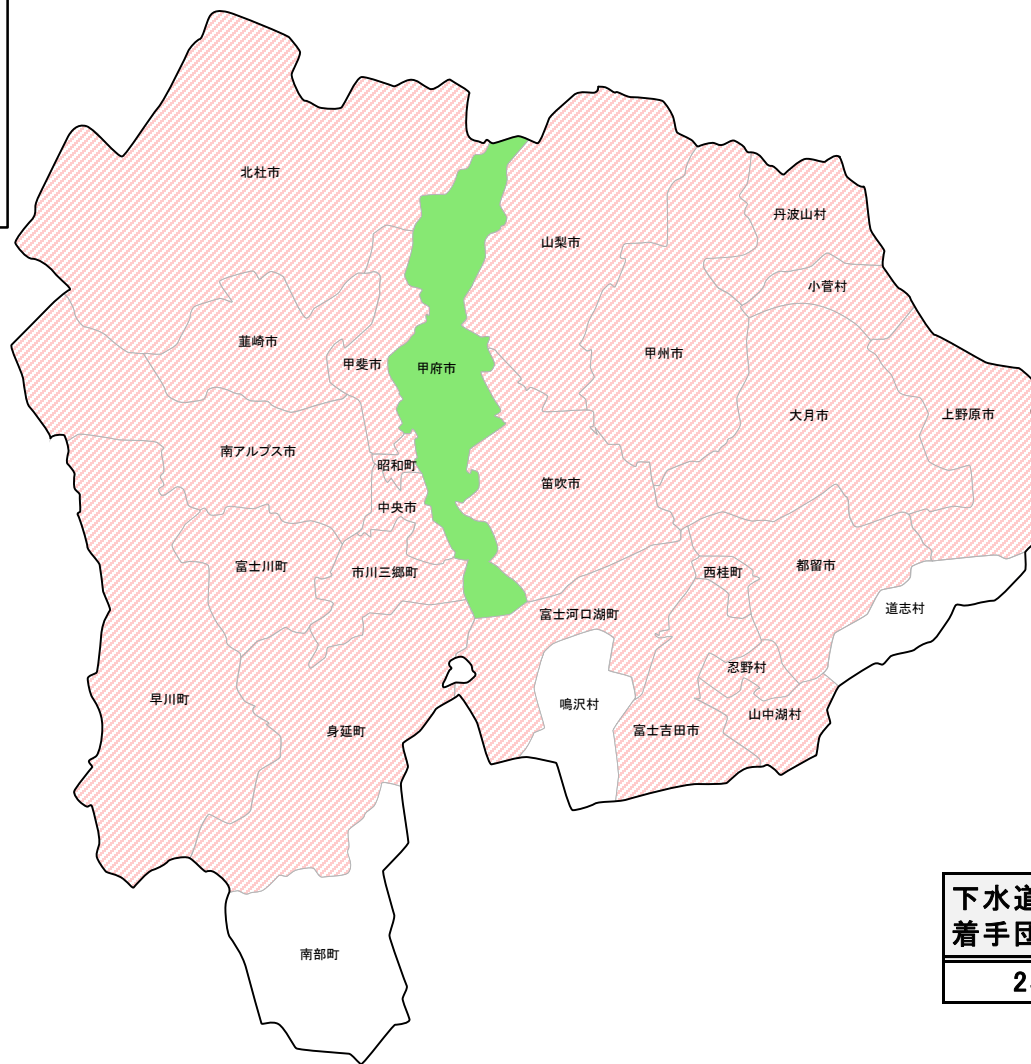 北杜市
丹波山村
山梨市
小菅村
韮崎市
甲州市
甲斐市
甲府市
大月市
上野原市
南アルプス市
昭和町
笛吹市
中央市
富士川町
市川三郷町
西桂町
都留市
道志村
富士河口湖町
忍野村
早川町
鳴沢村
山中湖村
身延町
富士吉田市
下水道
着手団
南部町
2